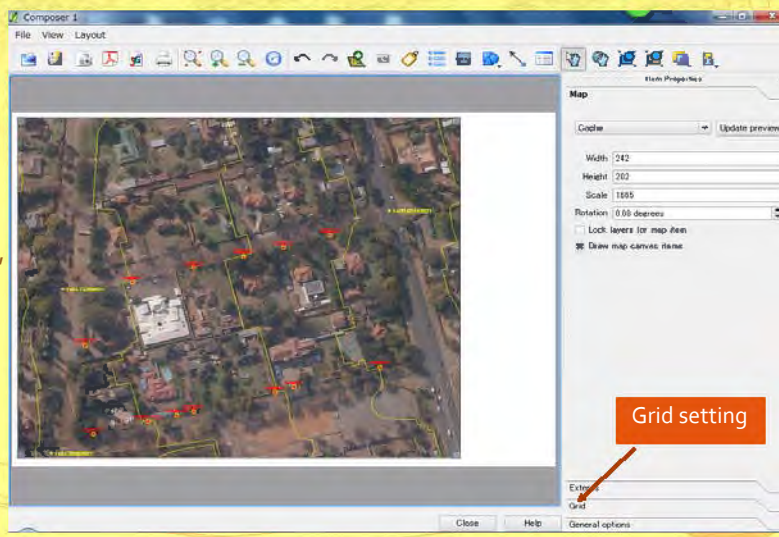 Composer 1
File View Layout
Item Properties
Map
Cache
Update preview
Width 242
Height 202
Scale 1665
Rotation 0.00 degrees
Lock layers for map item
Draw map canvas items
Grid setting
Extents
Grid
General options
Close Help